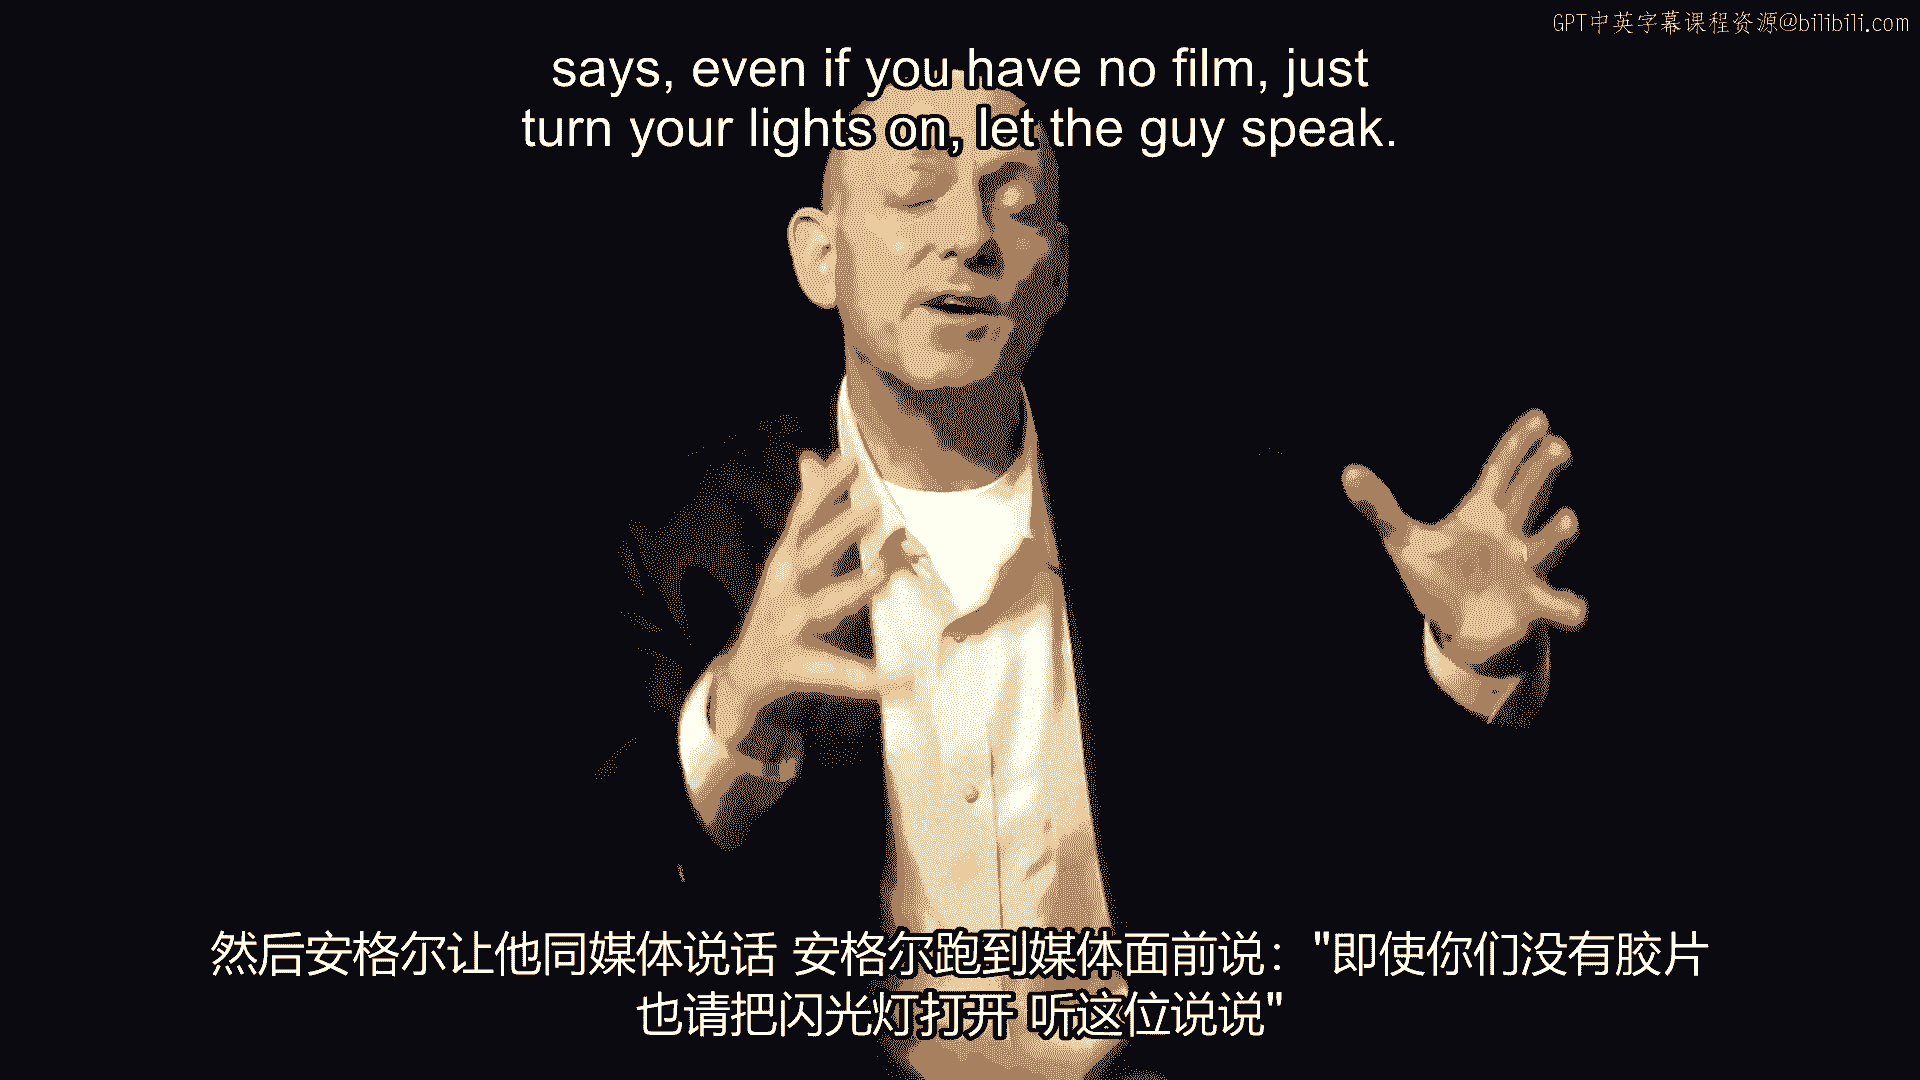 GPT中英字幕课程资源@bilibili.com
says, even if you have no film, just
turn your lights on, let the guy speak.
然后安格尔让他同媒体说话 安格尔跑到媒体面前说："即使你们没有胶片
也请把闪光灯打开 听这位说说"